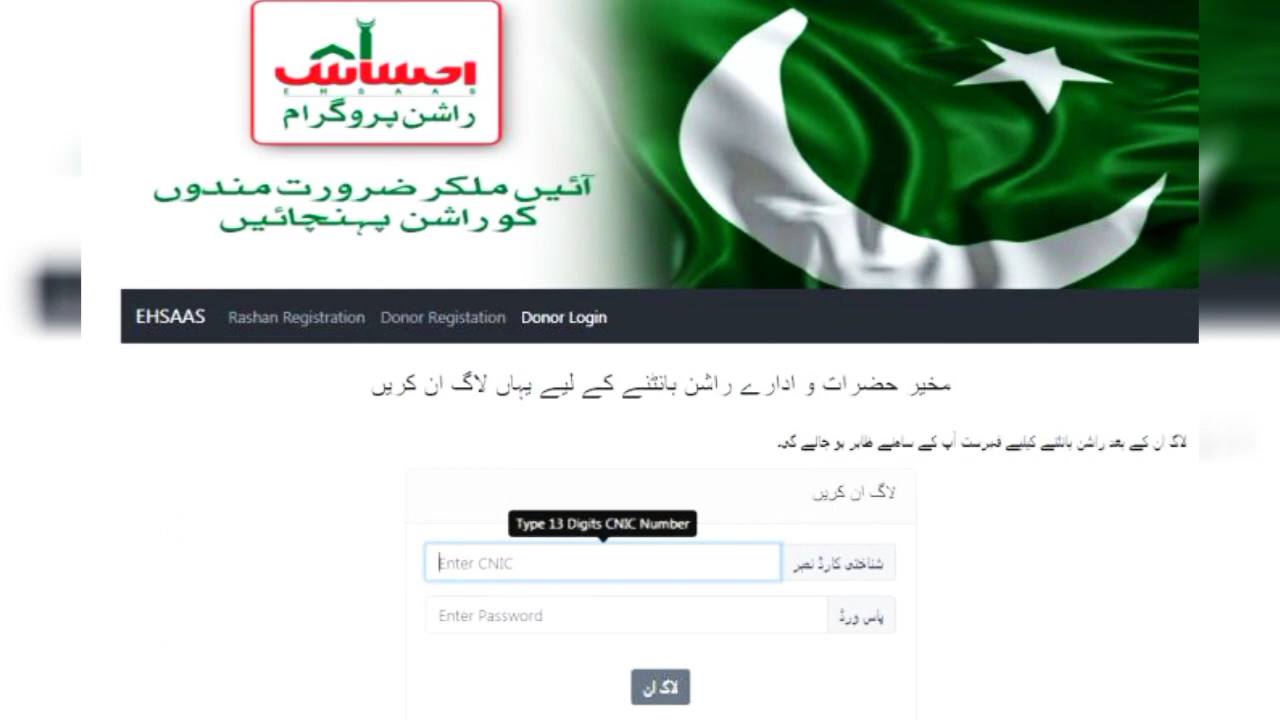 احساس
EHSAAS
راشن پروگرام
آئیں ملکر ضرورت مندوں
کو راشن پہنچائیں
EHSAAS Rashan Registration Donor Registation Donor Login
مخیر حضرات و ادارے راشن بانٹنے کے لیے یہاں لاگ ان کریں
لاگ ان کے بعد راشن بانٹنے کیلیے فہرست آپ کے سامنے ظاہر ہو جائے گی۔
لاگ ان کریں
Type 13 Digits CNIC Number
شناختی کارڈ نمبر Enter CNIC
پاس ورڈ Enter Password
لاگ ان